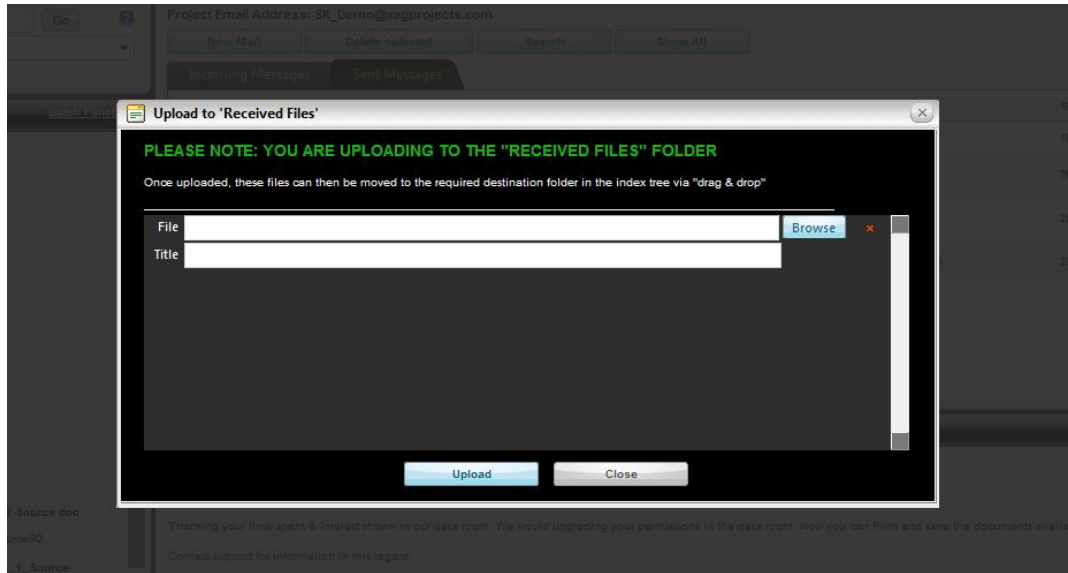 Go
Project Email Address: SK_Demo@xagprojects.com
New Mail Delete selected Search Show All
Incoming Messages Sent Messages
Upload to 'Received Files'
PLEASE NOTE: YOU ARE UPLOADING TO THE "RECEIVED FILES" FOLDER
Once uploaded, these files can then be moved to the required destination folder in the index tree via "drag & drop"
File Browse
Title
Upload Close
Source doc
Thanking your time spent & interest shown in our data room. We would upgrading your permissions in the data room. Now you can Print and save the documents
Contact support for information in this regard.
Source